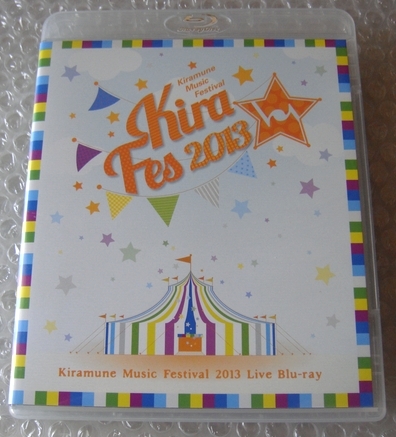 Kiramune
Music
Festival
Kira
Fes 2013
Kiramune Music Festival 2013 Live Blu-ray